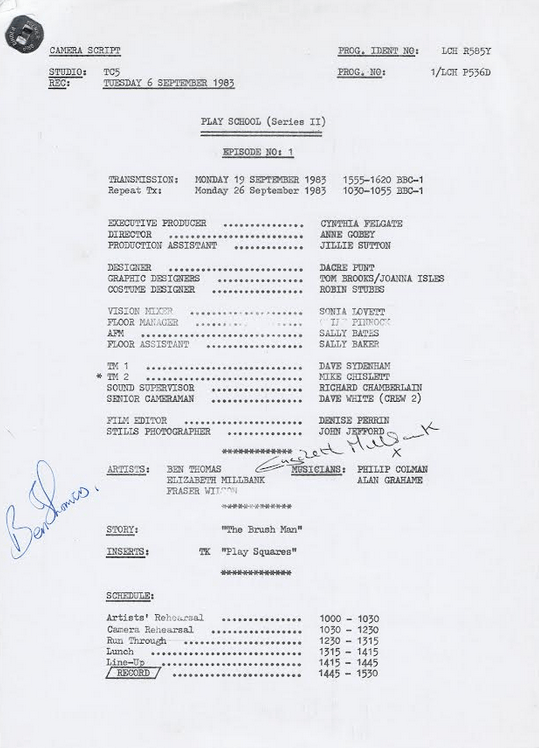 CAMERA SCRIPT
PROG. IDENT NO: LCH R585Y
STUDIO: TC5
PROG. NO: 1/LCH P536D
REC: TUESDAY 6 SEPTEMBER 1983
PLAY SCHOOL (Series II)
EPISODE NO: 1
TRANSMISSION: MONDAY 19 SEPTEMBER 1983 1555-1620 BBC-1
Repeat Tx: Monday 26 September 1983 1030-1055 BBC-1
EXECUTIVE PRODUCER ............... CYNTHIA FELGATE
DIRECTOR ......................... ANNE GOBEY
PRODUCTION ASSISTANT ............. JILLIE SUTTON
DESIGNER ......................... DACRE PUNT
GRAPHIC DESIGNERS ................ TOM BROOKS/JOANNA ISLES
COSTUME DESIGNER ................. ROBIN STUBBS
VISION MIXER ..................... SONIA LOVETT
FLOOR MANAGER .................... PINNOCK
AFM .............................. SALLY BATES
FLOOR ASSISTANT .................. SALLY BAKER
TM 1 ............................. DAVE SYDENHAM
* TM 2 ........................... MIKE CHISLETT
SOUND SUPERVISOR ................. RICHARD CHAMBERLAIN
SENIOR CAMERAMAN ................. DAVE WHITE (CREW 2)
FILM EDITOR ...................... DENISE PERRIN
STILLS PHOTOGRAPHER .............. JOHN JEFFORD
Elizabeth Millbank
x
*************
ARTISTS: BEN THOMAS MUSICIANS: PHILIP COLMAN
ELIZABETH MILLBANK ALAN GRAHAME
FRASER WILSON
*************
Ben Thomas.
STORY: "The Brush Man"
INSERTS: TK "Play Squares"
*************
SCHEDULE:
Artists' Rehearsal ............... 1000 - 1030
Camera Rehearsal ................. 1030 - 1230
Run Through ...................... 1230 - 1315
Lunch ............................ 1315 - 1415
Line-Up .......................... 1415 - 1445
RECORD ........................... 1445 - 1530